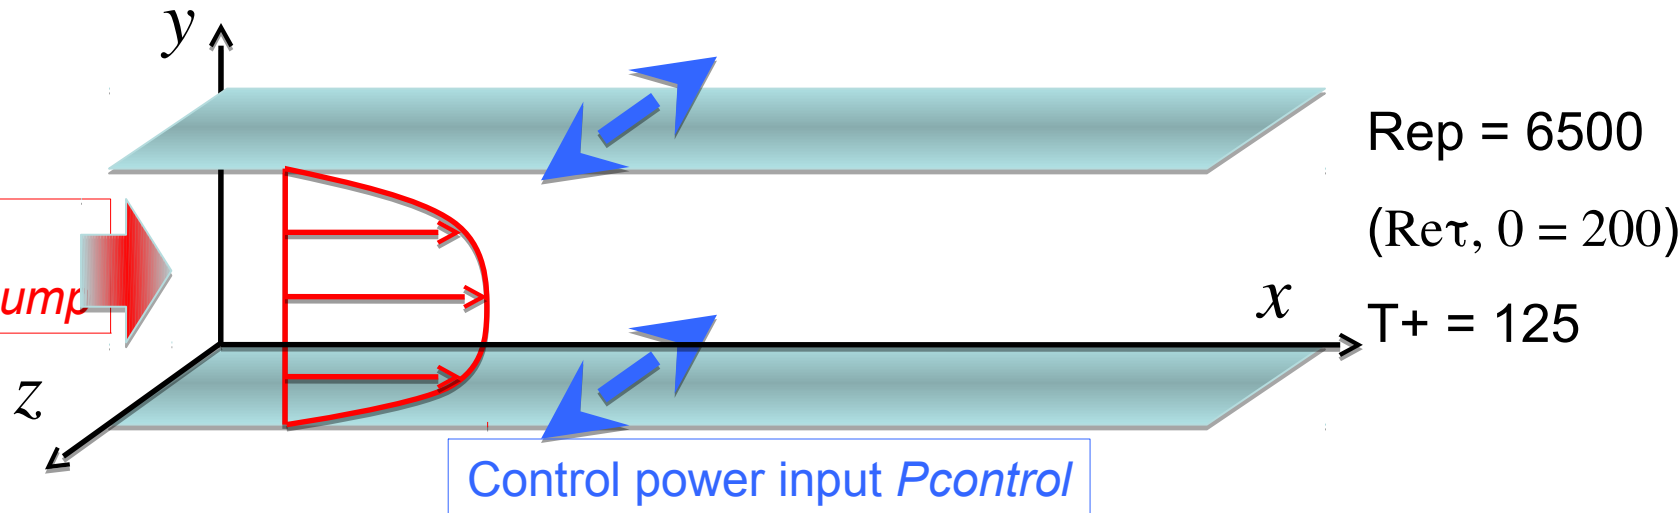 y
Rep = 6500
(Reτ, 0 = 200)
ump
x
T+ = 125
z
Control power input Pcontrol